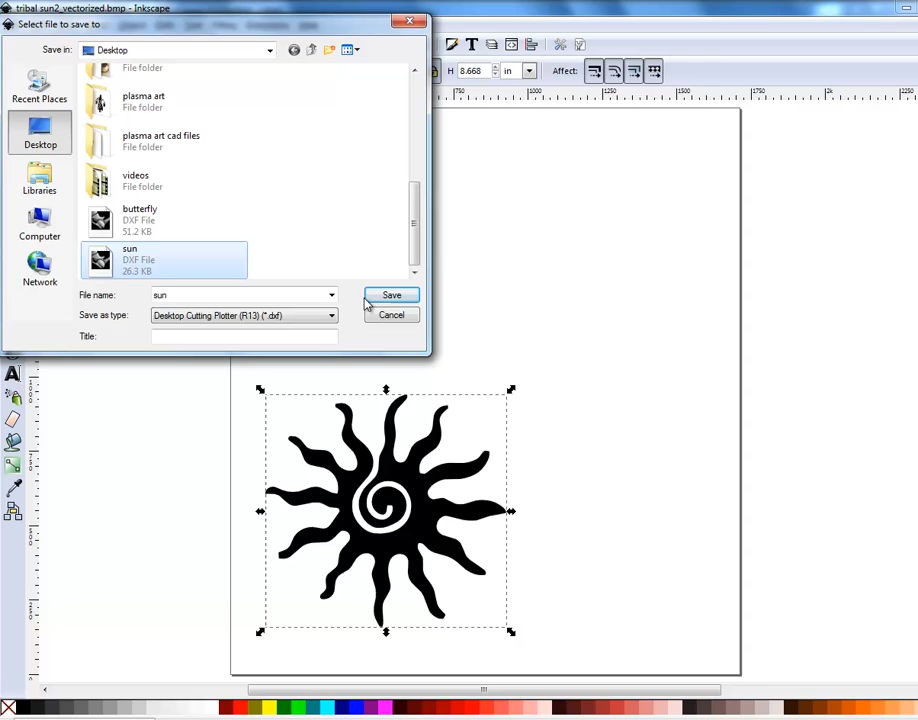 tribal sun2_vectorized.bmp - Inkscape
Select file to save to
Save in:
Desktop
H
8.668
in
Affect:
750
1000
1250
1500
1750
2k
Recent Places
Desktop
Libraries
Computer
Network
File folder
plasma art
File folder
plasma art cad files
File folder
videos
File folder
butterfly
DXF File
51.2 KB
sun
DXF File
26.3 KB
File name:
sun
Save
Save as type:
Desktop Cutting Plotter (R13) (*.dxf)
Cancel
Title: